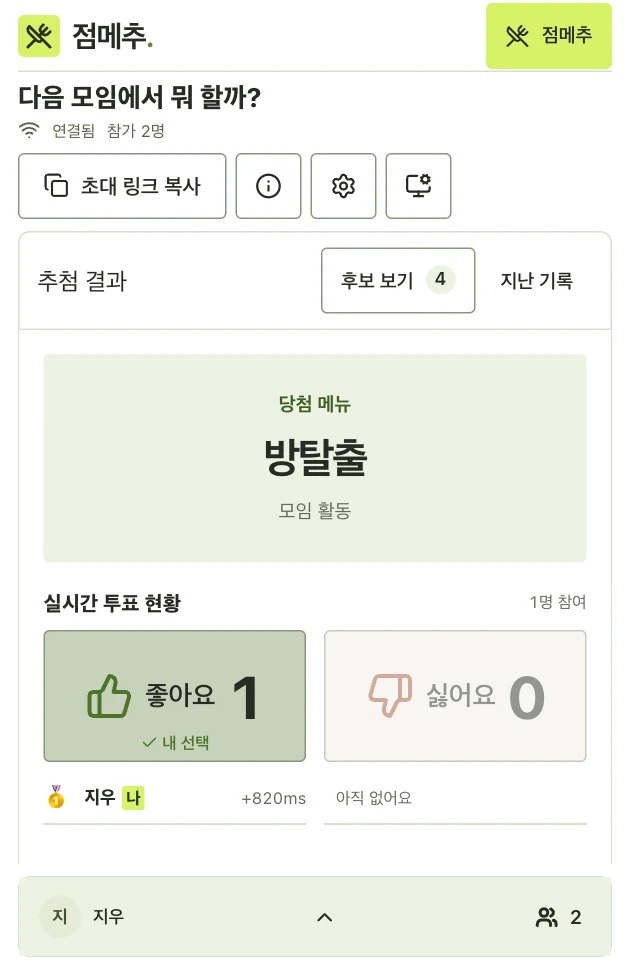 점메추.
점메추
다음 모임에서 뭐 할까?
연결됨 참가 2명
초대 링크 복사
추첨 결과
후보 보기 4
지난 기록
당첨 메뉴
방탈출
모임 활동
실시간 투표 현황
1명 참여
좋아요 1
내 선택
싫어요 0
지우 나 +820ms
아직 없어요
지 지우
2